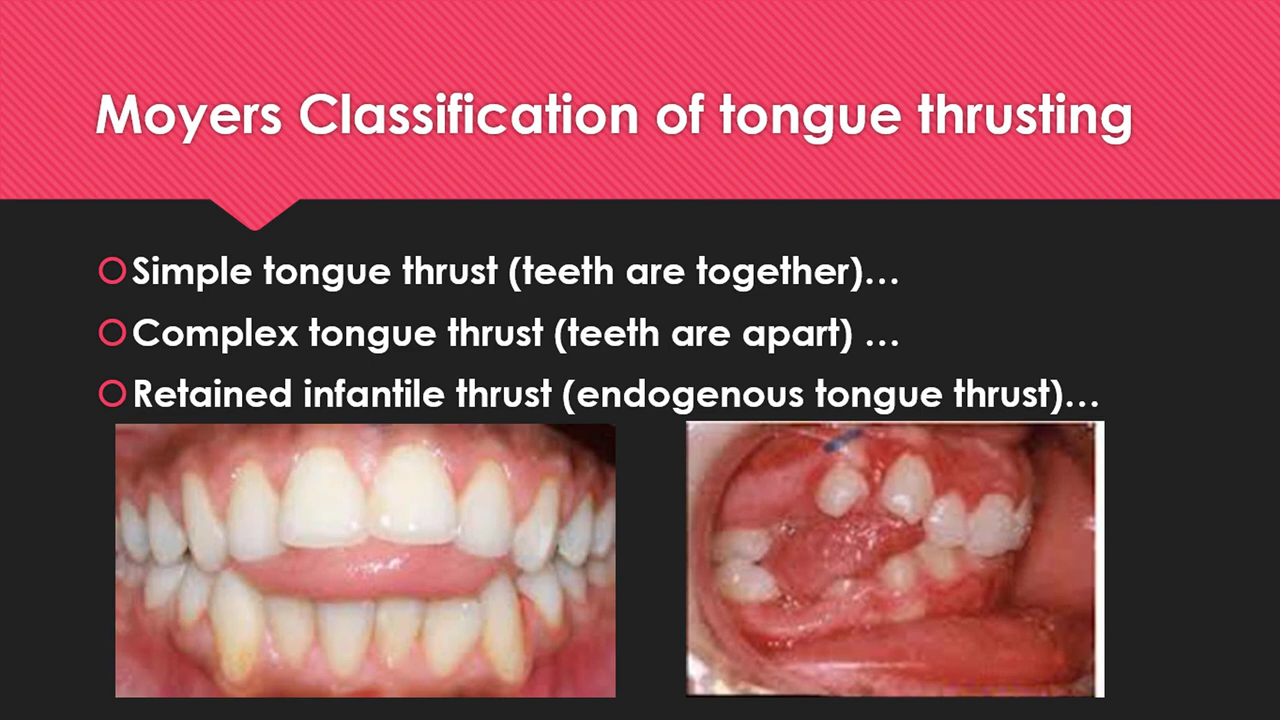 Moyers Classification of tongue thrusting
Simple tongue thrust (teeth are together)...
Complex tongue thrust (teeth are apart) ...
Retained infantile thrust (endogenous tongue thrust)...